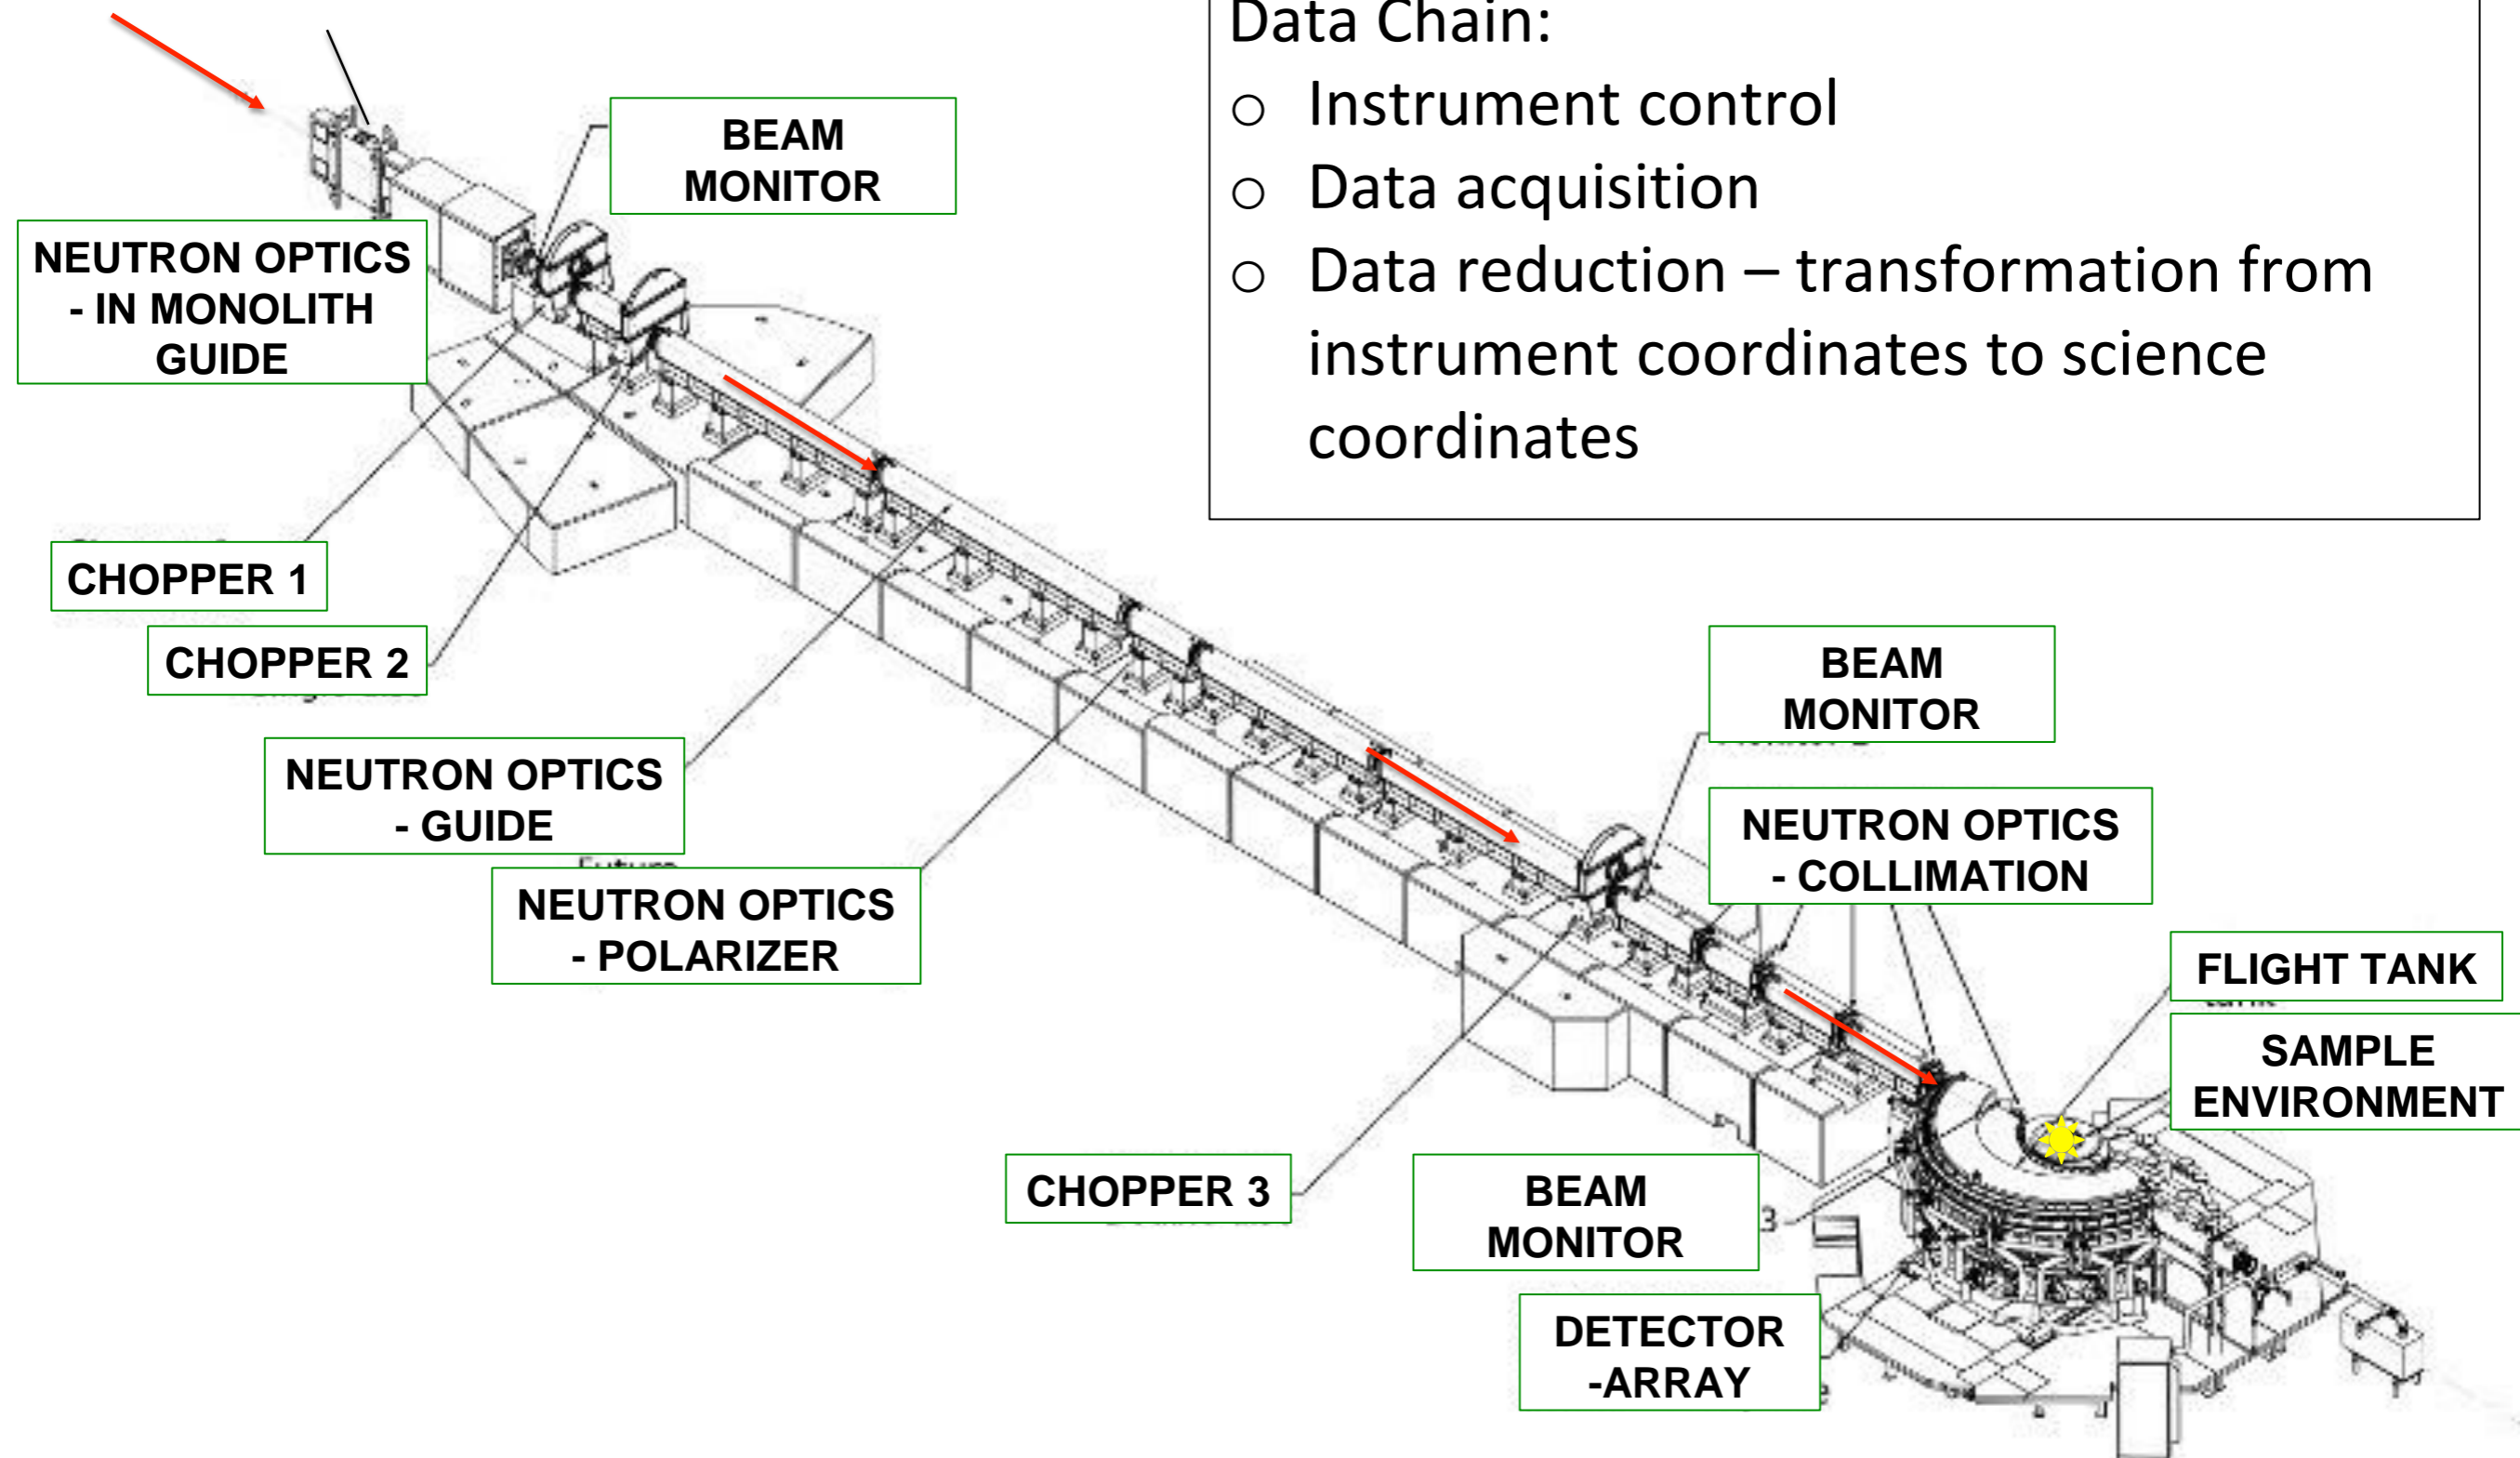 Data Chain:
○ Instrument control
○ Data acquisition
○ Data reduction – transformation from
instrument coordinates to science
coordinates
BEAM
MONITOR
NEUTRON OPTICS
- IN MONOLITH
GUIDE
CHOPPER 1
CHOPPER 2
NEUTRON OPTICS
- GUIDE
NEUTRON OPTICS
- POLARIZER
BEAM
MONITOR
NEUTRON OPTICS
- COLLIMATION
FLIGHT TANK
SAMPLE
ENVIRONMENT
CHOPPER 3
BEAM
MONITOR
3
DETECTOR
-ARRAY